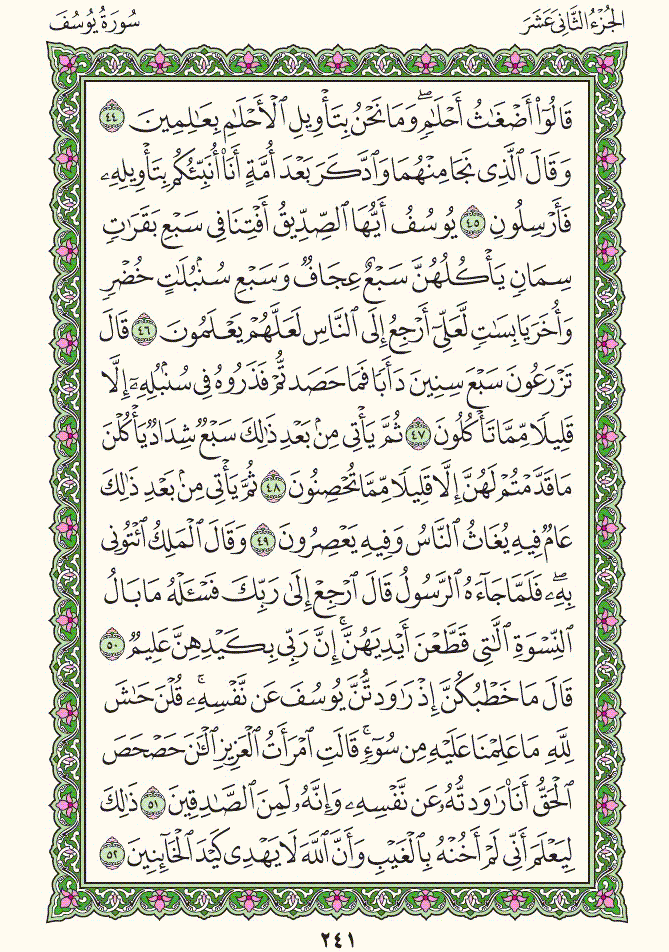 الجُزْءُ الثَّانِي عَشَرَ
سُورَةُ يُوسُفَ
قَالُوٓا۟ أَضْغَٰثُ أَحْلَٰمٍۢ ۖ وَمَا نَحْنُ بِتَأْوِيلِ ٱلْأَحْلَٰمِ بِعَٰلِمِينَ ٤٤
وَقَالَ ٱلَّذِى نَجَا مِنْهُمَا وَٱدَّكَرَ بَعْدَ أُمَّةٍ أَنَا۠ أُنَبِّئُكُم بِتَأْوِيلِهِۦ
فَأَرْسِلُونِ ٤٥ يُوسُفُ أَيُّهَا ٱلصِّدِّيقُ أَفْتِنَا فِى سَبْعِ بَقَرَٰتٍۢ
سِمَانٍۢ يَأْكُلُهُنَّ سَبْعٌ عِجَافٌۭ وَسَبْعِ سُنۢبُلَٰتٍ خُضْرٍۢ
وَأُخَرَ يَابِسَٰتٍۢ لَّعَلِّىٓ أَرْجِعُ إِلَى ٱلنَّاسِ لَعَلَّهُمْ يَعْلَمُونَ ٤٦ قَالَ
تَزْرَعُونَ سَبْعَ سِنِينَ دَأَبًۭا فَمَا حَصَدتُّمْ فَذَرُوهُ فِى سُنۢبُلِهِۦٓ إِلَّا
قَلِيلًۭا مِّمَّا تَأْكُلُونَ ٤٧ ثُمَّ يَأْتِى مِنۢ بَعْدِ ذَٰلِكَ سَبْعٌۭ شِدَادٌۭ يَأْكُلْنَ
مَا قَدَّمْتُمْ لَهُنَّ إِلَّا قَلِيلًۭا مِّمَّا تُحْصِنُونَ ٤٨ ثُمَّ يَأْتِى مِنۢ بَعْدِ ذَٰلِكَ
عَامٌۭ فِيهِ يُغَاثُ ٱلنَّاسُ وَفِيهِ يَعْصِرُونَ ٤٩ وَقَالَ ٱلْمَلِكُ ٱئْتُونِى
بِهِۦ ۖ فَلَمَّا جَآءَهُ ٱلرَّسُولُ قَالَ ٱرْجِعْ إِلَىٰ رَبِّكَ فَسْـَٔلْهُ مَا بَالُ
ٱلنِّسْوَةِ ٱلَّٰتِى قَطَّعْنَ أَيْدِيَهُنَّ ۚ إِنَّ رَبِّى بِكَيْدِهِنَّ عَلِيمٌۭ ٥٠
قَالَ مَا خَطْبُكُنَّ إِذْ رَٰوَدتُّنَّ يُوسُفَ عَن نَّفْسِهِۦ ۚ قُلْنَ حَٰشَ
لِلَّهِ مَا عَلِمْنَا عَلَيْهِ مِن سُوٓءٍۢ ۚ قَالَتِ ٱمْرَأَتُ ٱلْعَزِيزِ ٱلْـَٰٔنَ حَصْحَصَ
ٱلْحَقُّ أَنَا۠ رَٰوَدتُّهُۥ عَن نَّفْسِهِۦ وَإِنَّهُۥ لَمِنَ ٱلصَّٰدِقِينَ ٥١ ذَٰلِكَ
لِيَعْلَمَ أَنِّى لَمْ أَخُنْهُ بِٱلْغَيْبِ وَأَنَّ ٱللَّهَ لَا يَهْدِى كَيْدَ ٱلْخَآئِنِينَ ٥٢
٢٤١